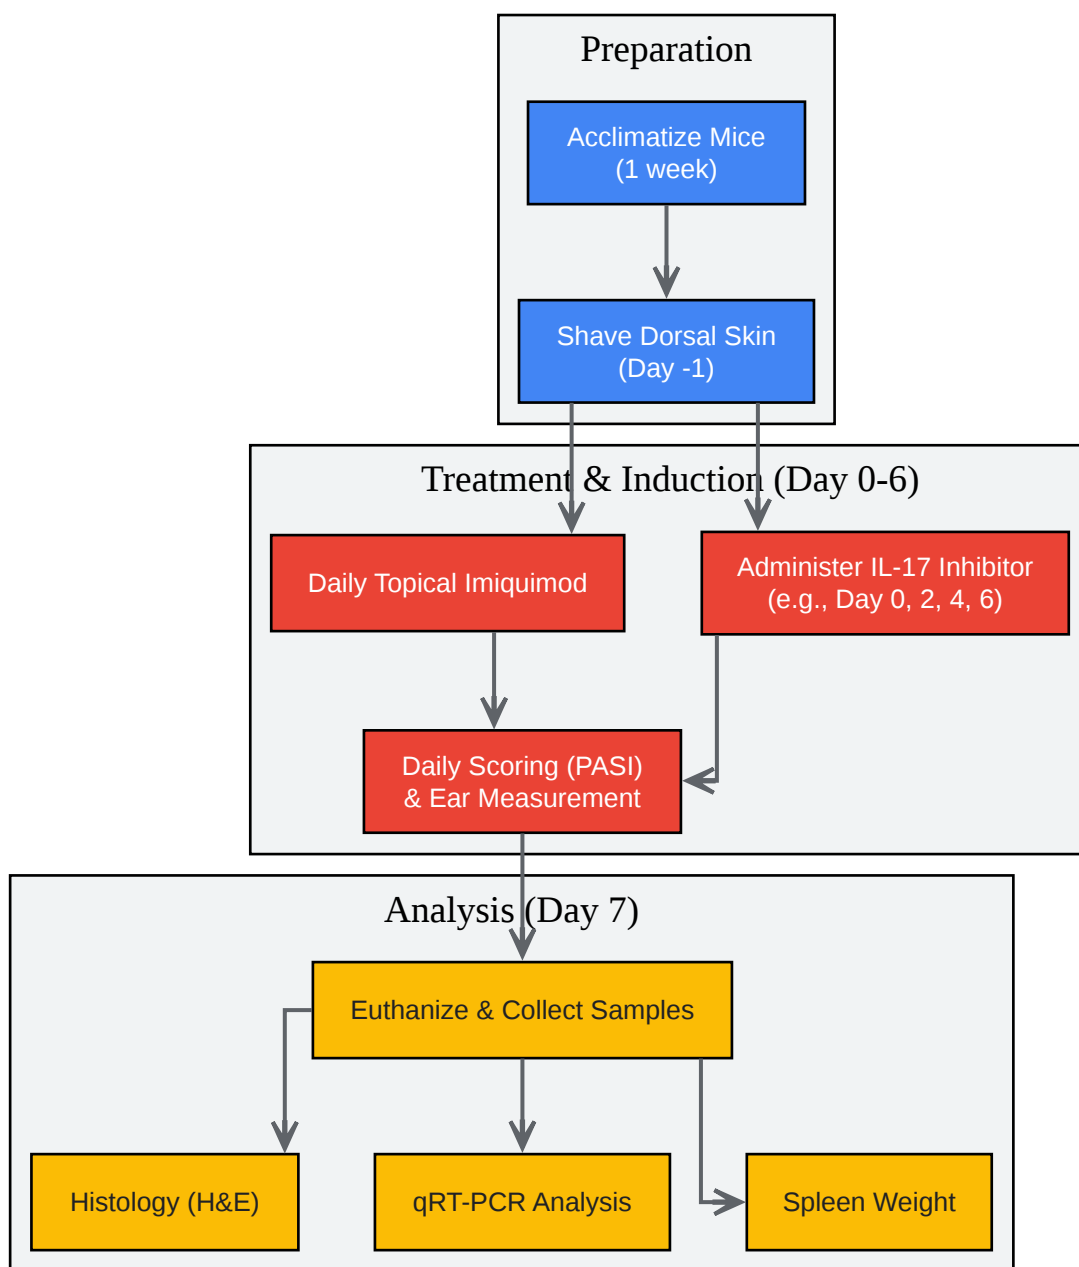 Preparation
Acclimatize Mice
(1 week)
Shave Dorsal Skin
(Day -1)
Treatment & Induction (Day 0-6)
Daily Topical Imiquimod
Administer IL-17 Inhibitor
(e.g., Day 0, 2, 4, 6)
Daily Scoring (PASI)
& Ear Measurement
Analysis (Day 7)
Euthanize & Collect Samples
Histology (H&E)
qRT-PCR Analysis
Spleen Weight